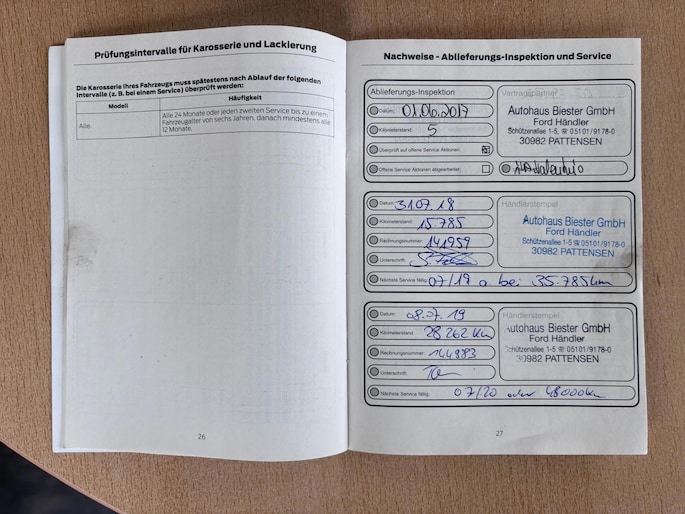 Prüfungsintervalle für Karosserie und Lackierung
Die Karosserie Ihres Fahrzeugs muss spätestens nach Ablauf der folgenden
Intervalle (z. B. bei einem Service) überprüft werden:
Modell
Häufigkeit
Alle.
Alle 24 Monate oder jeden zweiten Service bis zu einem
Fahrzeugalter von sechs Jahren, danach mindestens alle
12 Monate.
26
Nachweise - Ablieferungs-Inspektion und Service
Ablieferungs-Inspektion
Datum: 01.06.2017
Kilometerstand: 5
Überprüft auf offene Service Aktionen:
Offene Service Aktionen abgearbeitet:
Vertragspartner
Autohaus Biester GmbH
Ford Händler
Schützenallee 1-5 ☎ 05101/9178-0
30982 PATTENSEN
Datum: 31.07.18
Kilometerstand: 15785
Rechnungsnummer: 141959
Unterschrift:
Nächste Service fällig: 07/19 o bei 35.785km
Händlerstempel
Autohaus Biester GmbH
Ford Händler
Schützenallee 1-5 ☎ 05101/9178-0
30982 PATTENSEN
Datum: 08.07.19
Kilometerstand: 28262 km
Rechnungsnummer: 144983
Unterschrift:
Nächste Service fällig: 07/20 oder 48000km
Händlerstempel
Autohaus Biester GmbH
Ford Händler
Schützenallee 1-5 ☎ 05101/9178-0
30982 PATTENSEN
27